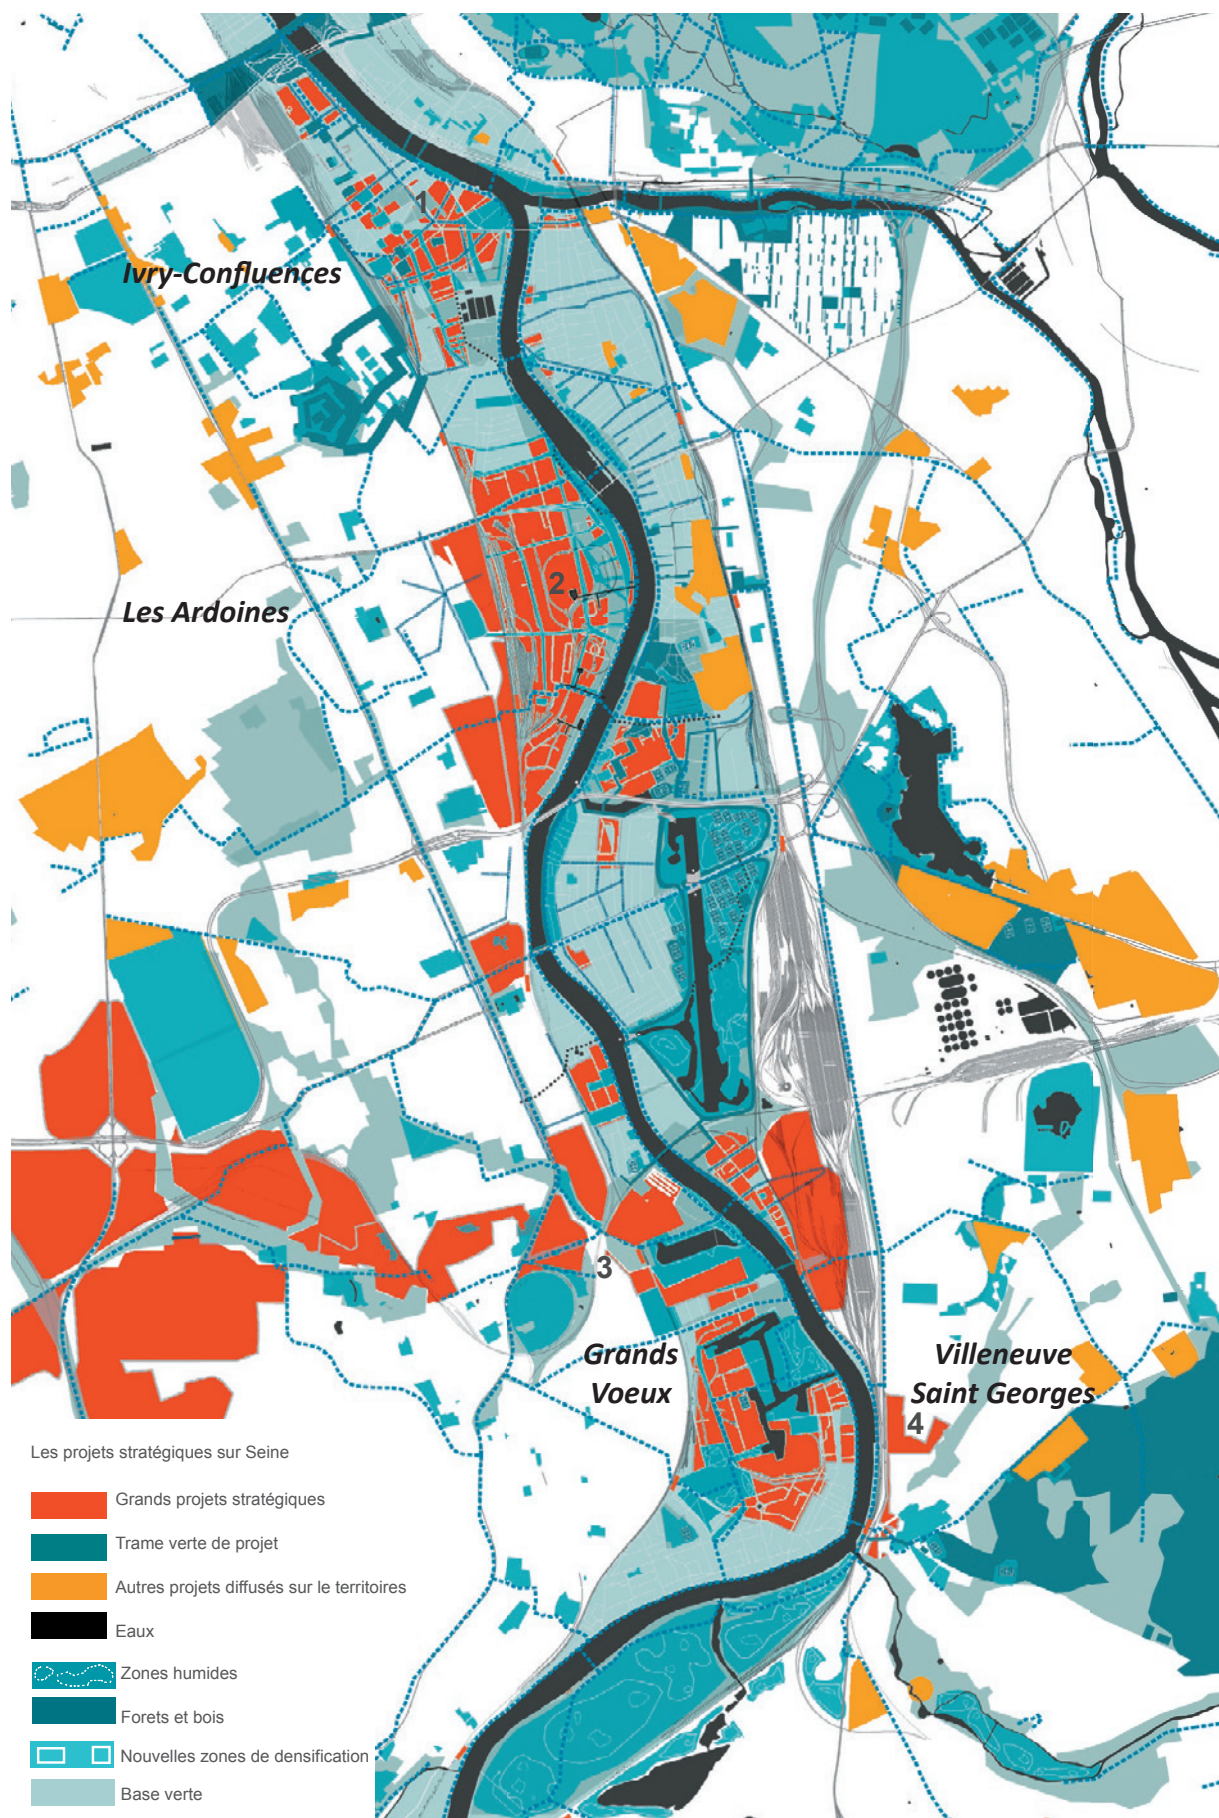 1
Ivry-Confluences
2
Les Ardoines
3
Grands
Voeux
Villeneuve
Saint Georges
4
Les projets stratégiques sur Seine
Grands projets stratégiques
Trame verte de projet
Autres projets diffusés sur le territoires
Eaux
Zones humides
Forets et bois
Nouvelles zones de densification
Base verte